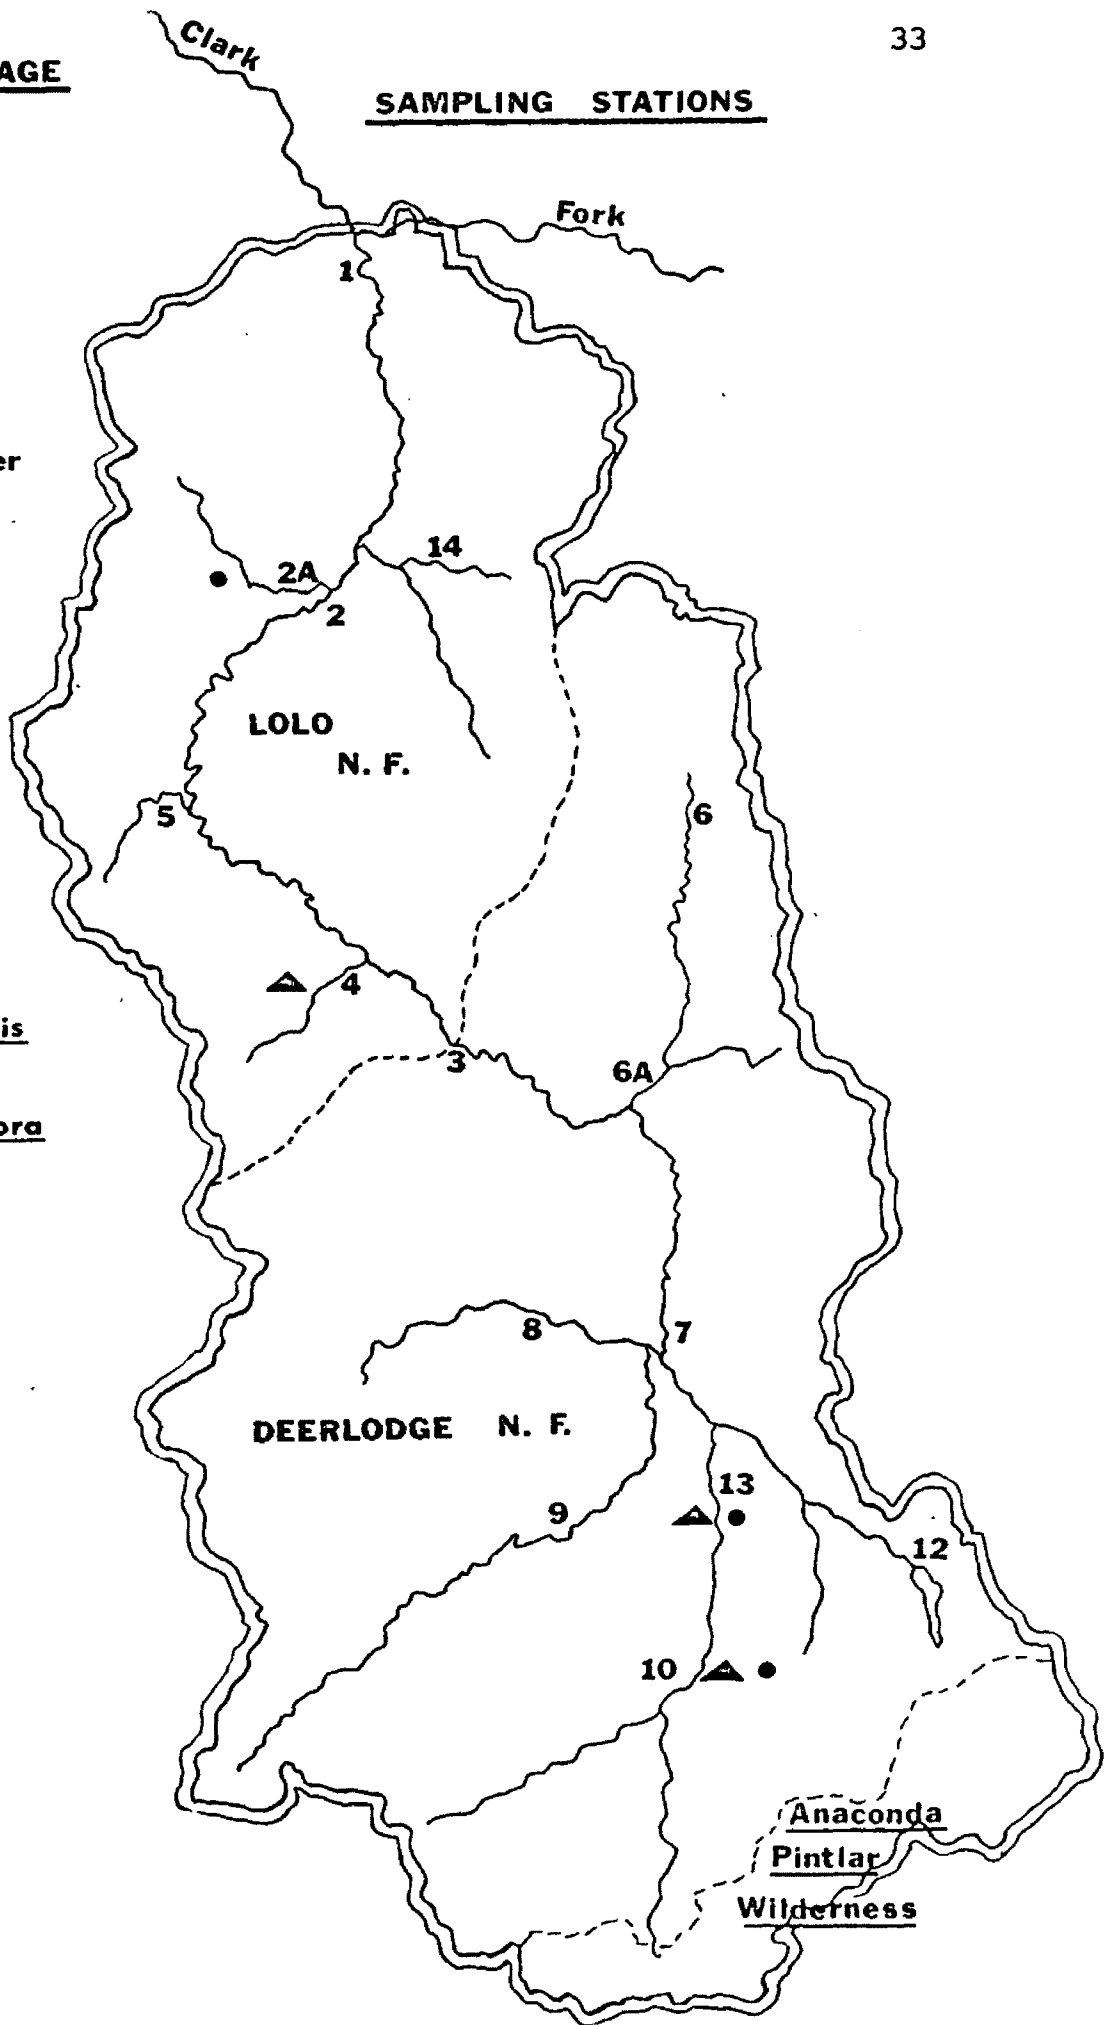 33
AGE
SAMPLING STATIONS
Clark
Fork
1
er
14
2A
2
LOLO
N. F.
5
6
4
is
3
6A
ora
8
7
DEERLODGE N. F.
13
9
12
10
Anaconda
Pintlar
Wilderness